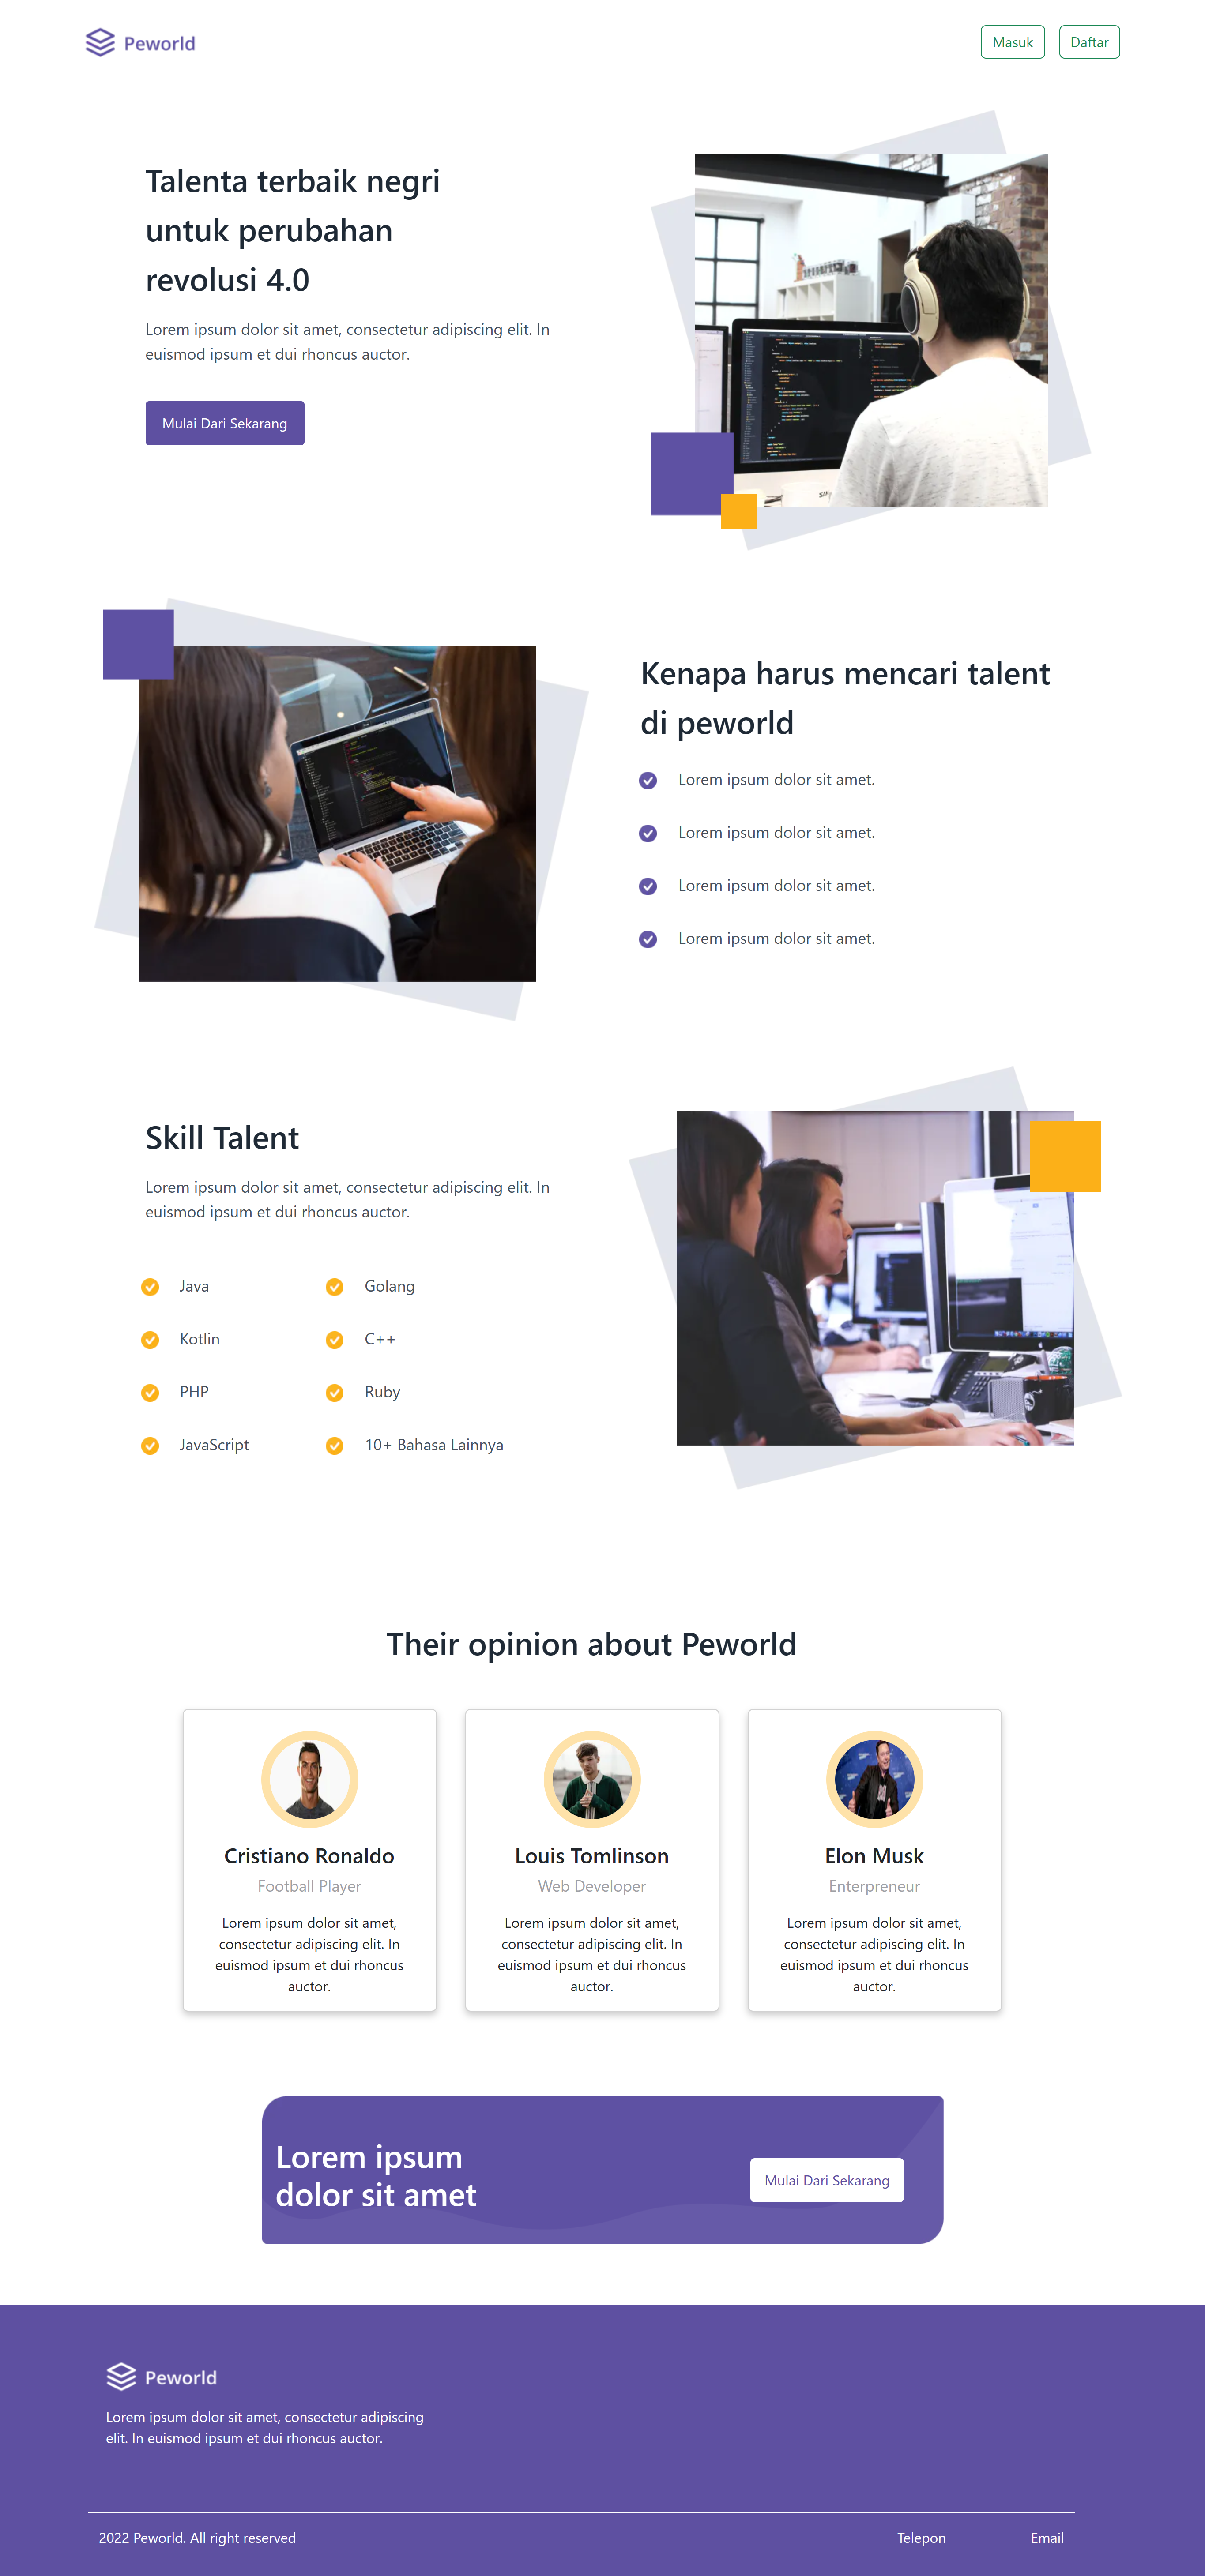 Peworld
Masuk
Daftar
Talenta terbaik negri
untuk perubahan
revolusi 4.0
Lorem ipsum dolor sit amet, consectetur adipiscing elit. In
euismod ipsum et dui rhoncus auctor.
Mulai Dari Sekarang
Kenapa harus mencari talent
di peworld
Lorem ipsum dolor sit amet.
Lorem ipsum dolor sit amet.
Lorem ipsum dolor sit amet.
Lorem ipsum dolor sit amet.
Skill Talent
Lorem ipsum dolor sit amet, consectetur adipiscing elit. In
euismod ipsum et dui rhoncus auctor.
Java
Golang
Kotlin
C++
PHP
Ruby
JavaScript
10+ Bahasa Lainnya
Their opinion about Peworld
Cristiano Ronaldo
Football Player
Lorem ipsum dolor sit amet,
consectetur adipiscing elit. In
euismod ipsum et dui rhoncus
auctor.
Louis Tomlinson
Web Developer
Lorem ipsum dolor sit amet,
consectetur adipiscing elit. In
euismod ipsum et dui rhoncus
auctor.
Elon Musk
Enterpreneur
Lorem ipsum dolor sit amet,
consectetur adipiscing elit. In
euismod ipsum et dui rhoncus
auctor.
Lorem ipsum
dolor sit amet
Mulai Dari Sekarang
Peworld
Lorem ipsum dolor sit amet, consectetur adipiscing
elit. In euismod ipsum et dui rhoncus auctor.
2022 Peworld. All right reserved
Telepon
Email